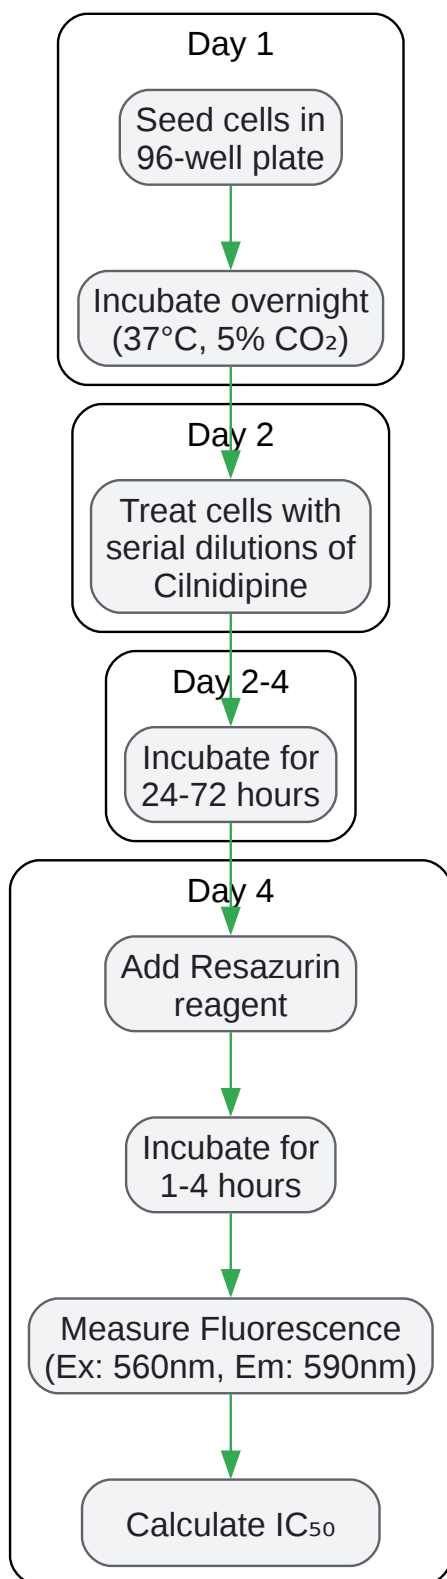 Day 1
Seed cells in
96-well plate
Incubate overnight
(37°C, 5% CO₂)
Day 2
Treat cells with
serial dilutions of
Cilnidipine
Day 2-4
Incubate for
24-72 hours
Day 4
Add Resazurin
reagent
Incubate for
1-4 hours
Measure Fluorescence
(Ex: 560nm, Em: 590nm)
Calculate IC₅₀